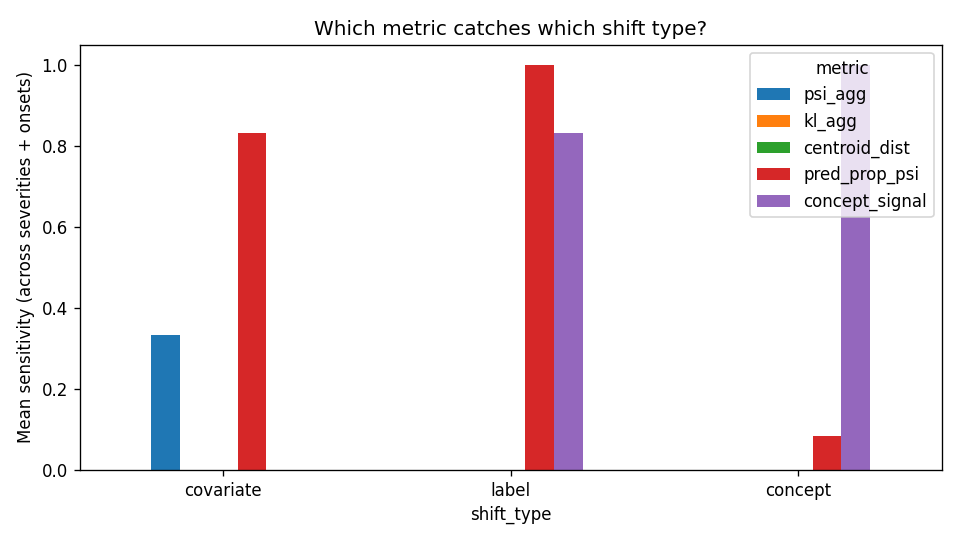 Which metric catches which shift type?
Mean sensitivity (across severities + onsets)
1.0
0.8
0.6
0.4
0.2
0.0
metric
psi_agg
kl_agg
centroid_dist
pred_prop_psi
concept_signal
covariate
label
concept
shift_type